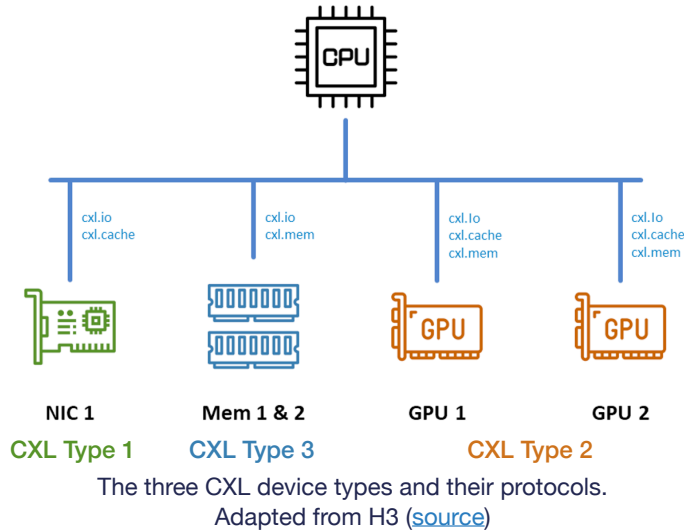 CPU
cxl.io
cxl.cache
cxl.io
cxl.mem
cxl.Io
cxl.cache
cxl.mem
cxl.Io
cxl.cache
cxl.mem
GPU
GPU
NIC 1
Mem 1 & 2
GPU 1
GPU 2
CXL Type 1
CXL Type 3
CXL Type 2
The three CXL device types and their protocols.
Adapted from H3 (source)